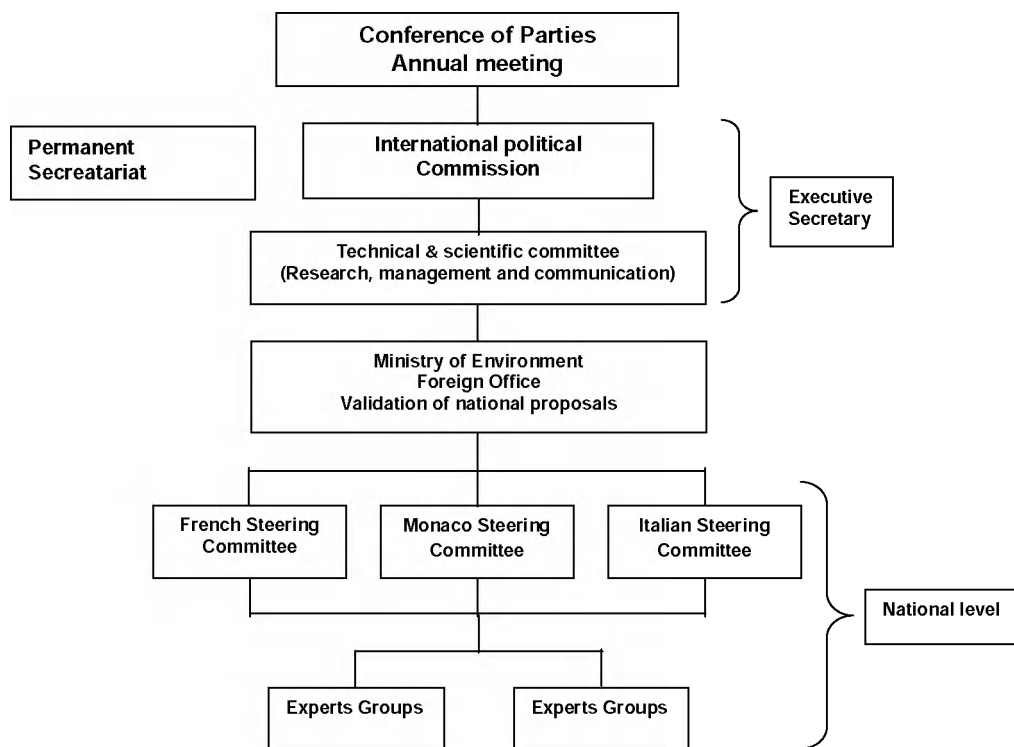 Conference of Parties
Annual meeting
Permanent
Secreatariat
International political
Commission
Executive
Secretary
Technical & scientific committee
(Research, management and communication)
Ministry of Environment
Foreign Office
Validation of national proposals
French Steering
Committee
Monaco Steering
Committee
Italian Steering
Committee
National level
Experts Groups
Experts Groups